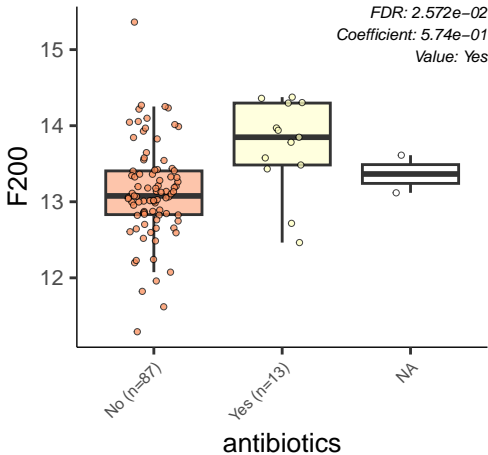 FDR: 2.572e−02
Coefficient: 5.74e−01
Value: Yes
15
14
13
12
F200
No (n=87)
Yes (n=13)
NA
antibiotics